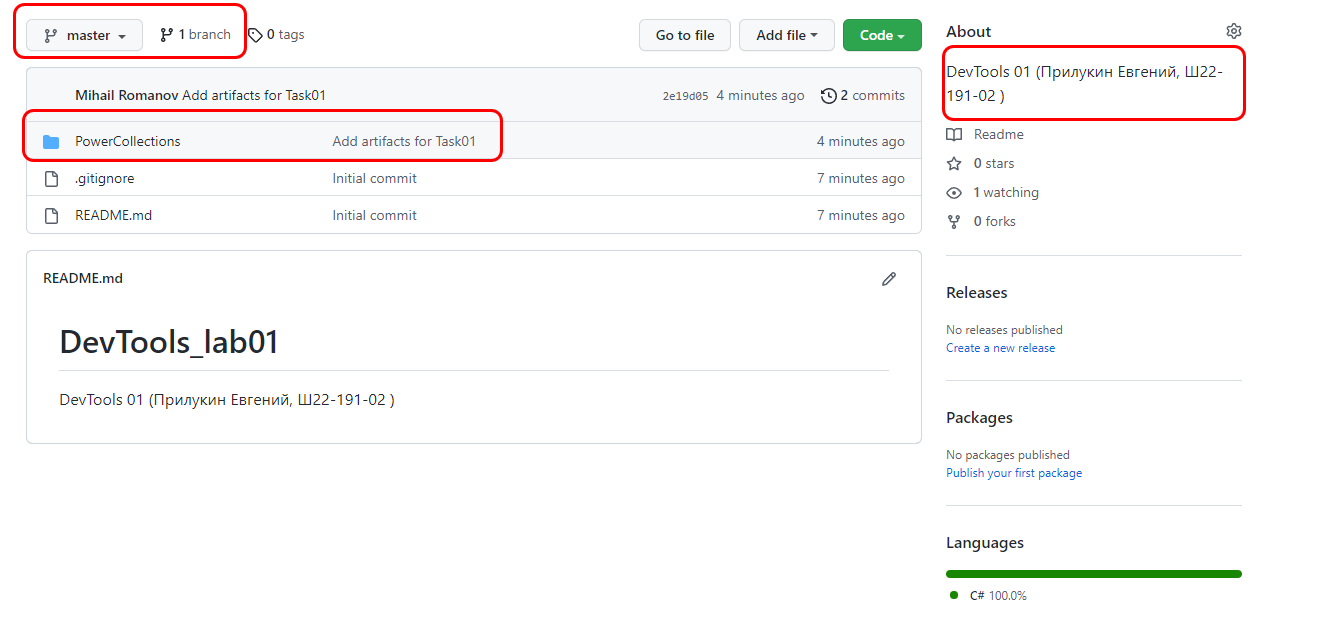 master
1 branch
0 tags
Go to file
Add file
Code
Mihail Romanov Add artifacts for Task01
2e19d05 4 minutes ago
2 commits
PowerCollections
Add artifacts for Task01
4 minutes ago
.gitignore
Initial commit
7 minutes ago
README.md
Initial commit
7 minutes ago
README.md
DevTools_lab01
DevTools 01 (Прилукин Евгений, Ш22-191-02 )
About
DevTools 01 (Прилукин Евгений, Ш22-
191-02 )
Readme
0 stars
1 watching
0 forks
Releases
No releases published
Create a new release
Packages
No packages published
Publish your first package
Languages
C# 100.0%